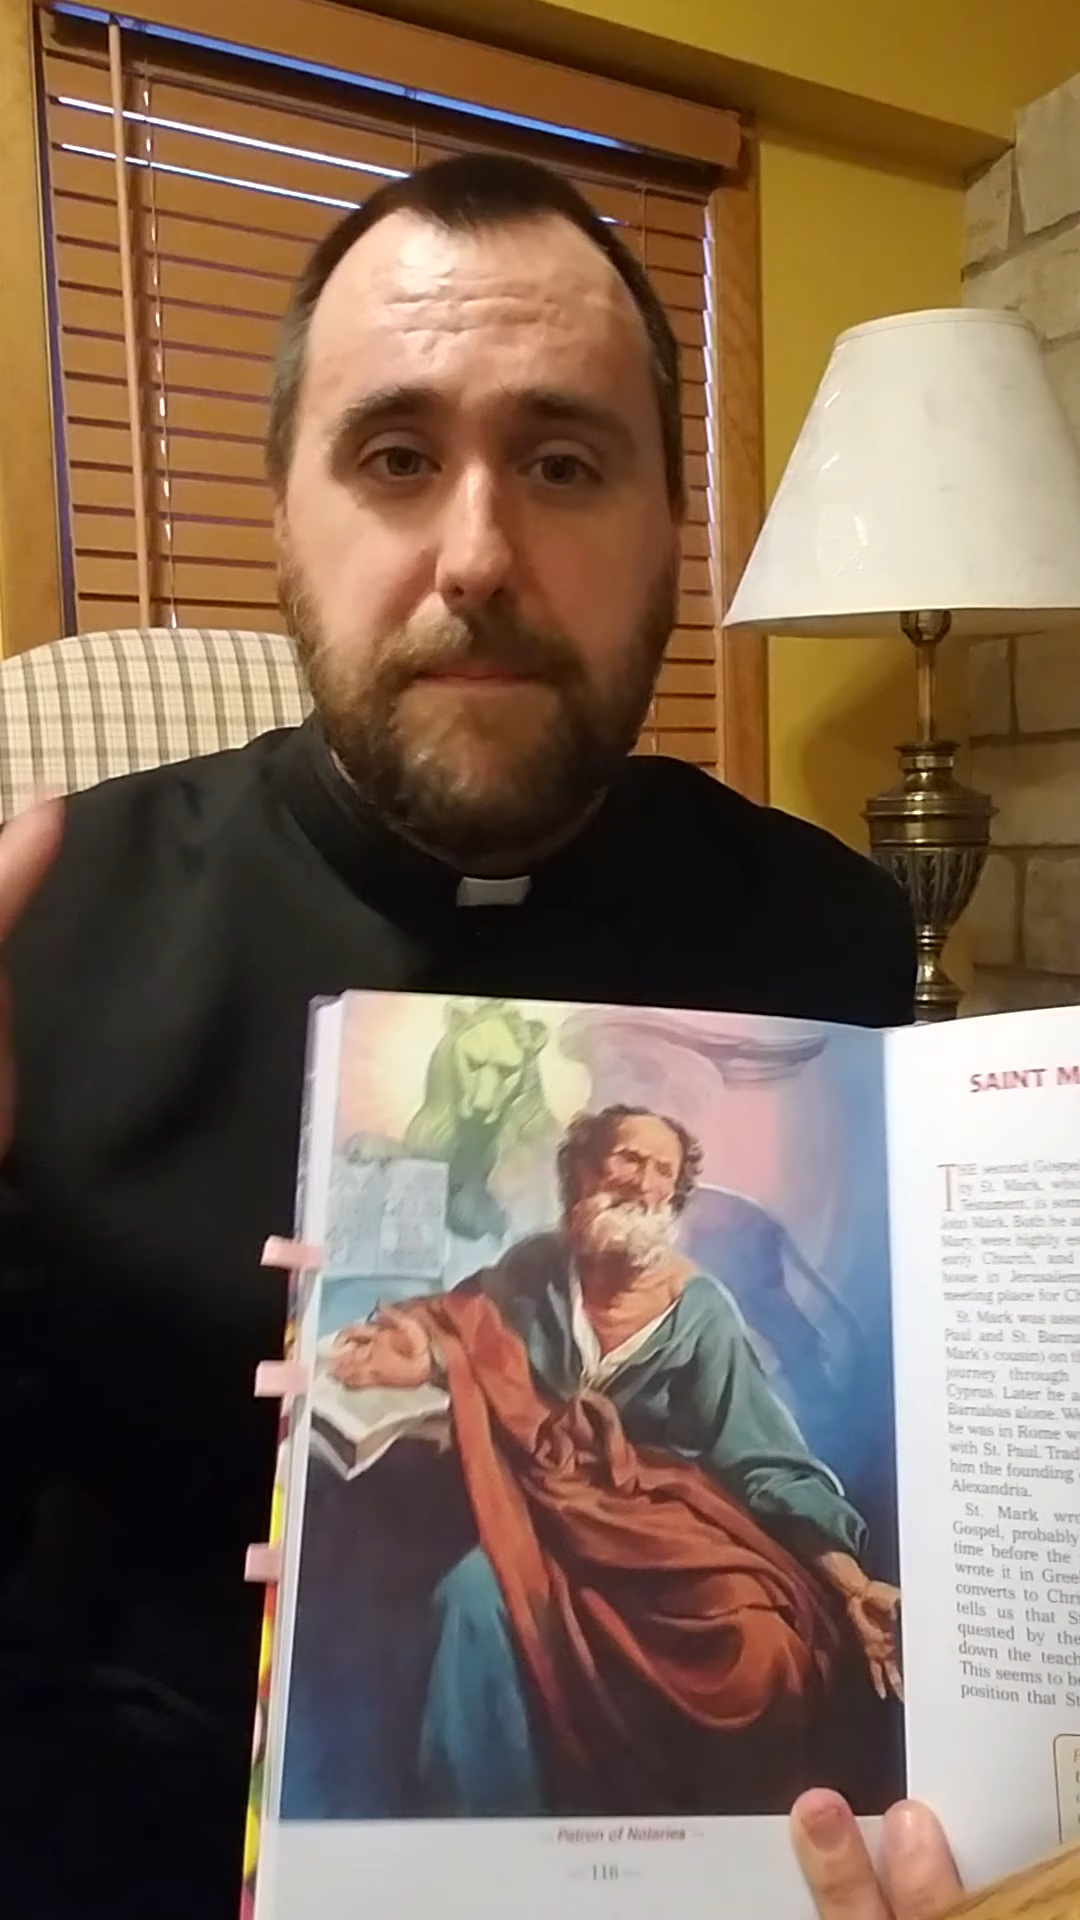 Patron of Notaries
116
SAINT M
THE second Gospel
by St. Mark, who
Testament, is som
John Mark. Both he a
Mary, were highly es
early Church, and
house in Jerusalem
meeting place for Ch
St. Mark was asso
Paul and St. Barna
Mark's cousin) on th
journey through
Cyprus. Later he a
Barnabas alone. We
he was in Rome w
with St. Paul. Trad
him the founding
Alexandria.
St. Mark wro
Gospel, probably
time before the
wrote it in Gree
converts to Chri
tells us that S
quested by the
down the teach
This seems to b
position that St